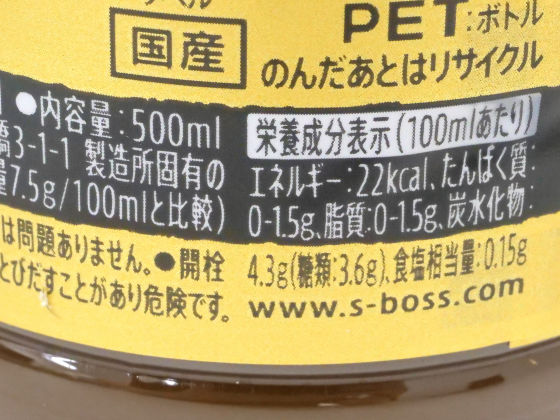 ベル
国産
PET:ボトル
のんだあとはリサイクル
●内容量:500ml
3-1-1 製造所固有の
7.5g/100mlと比較)
は問題ありません。●開栓
とびだすことがあり危険です。
栄養成分表示(100mlあたり)
エネルギー:22kcal、たんぱく質:
0-1.5g、脂質:0-1.5g、炭水化物:
4.3g(糖類:3.6g)、食塩相当量:0.15g
www.s-boss.com